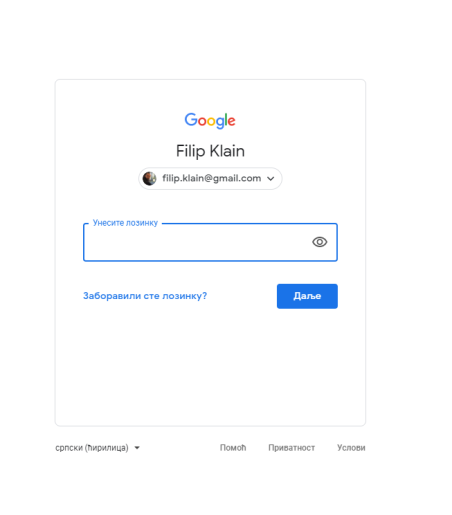 Google
Filip Klain
filip.klain@gmail.com
Унесите лозинку
Заборавили сте лозинку?
Даље
српски (ћирилица)
Помоћ Приватност Услови